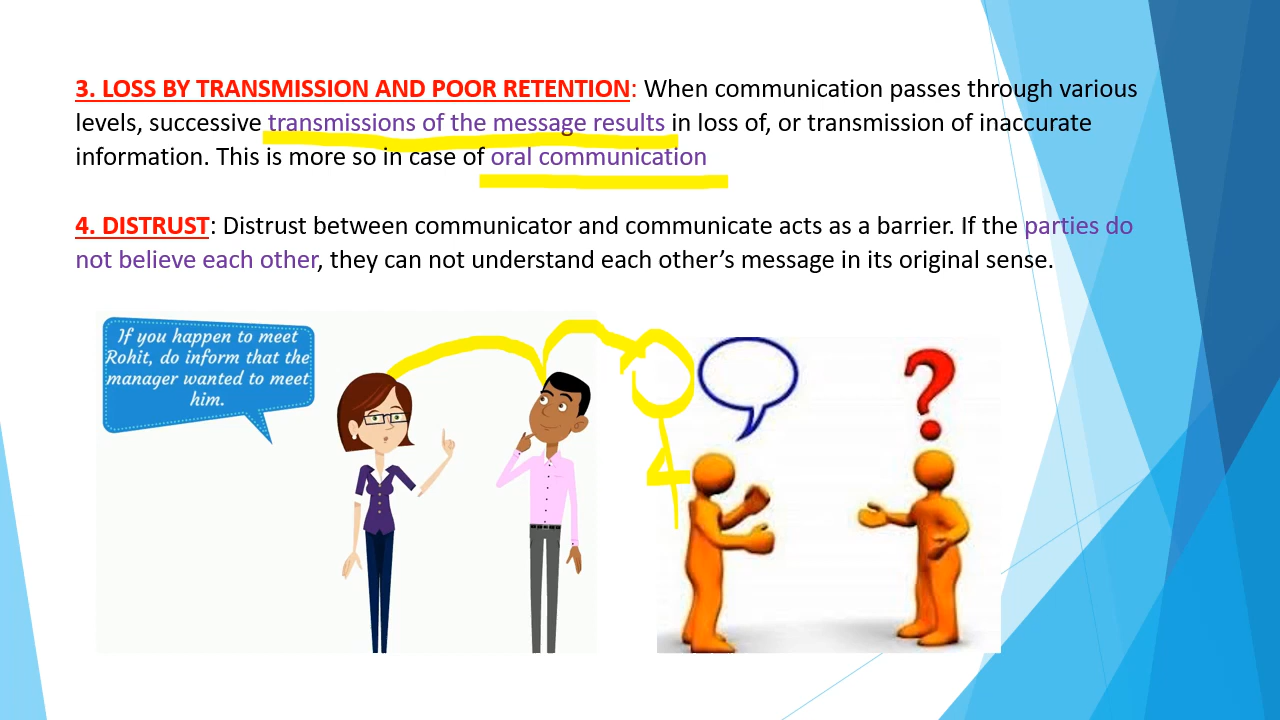 3. LOSS BY TRANSMISSION AND POOR RETENTION: When communication passes through various
levels, successive transmissions of the message results in loss of, or transmission of inaccurate
information. This is more so in case of oral communication
4. DISTRUST: Distrust between communicator and communicate acts as a barrier. If the parties do
not believe each other, they can not understand each other’s message in its original sense.
If you happen to meet
Rohit, do inform that the
manager wanted to meet
him.
?